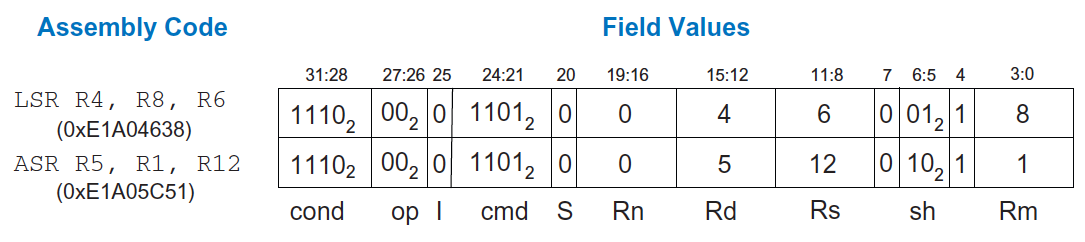 Assembly Code Field Values
31:28 27:26 25 24:21 20 19:16 15:12 11:8 7 6:5 4 3:0
LSR R4, R8, R6
(0xE1A04638)
1110₂ 00₂ 0 1101₂ 0 0 4 6 0 01₂ 1 8
ASR R5, R1, R12
(0xE1A05C51)
1110₂ 00₂ 0 1101₂ 0 0 5 12 0 10₂ 1 1
cond op I cmd S Rn Rd Rs sh Rm